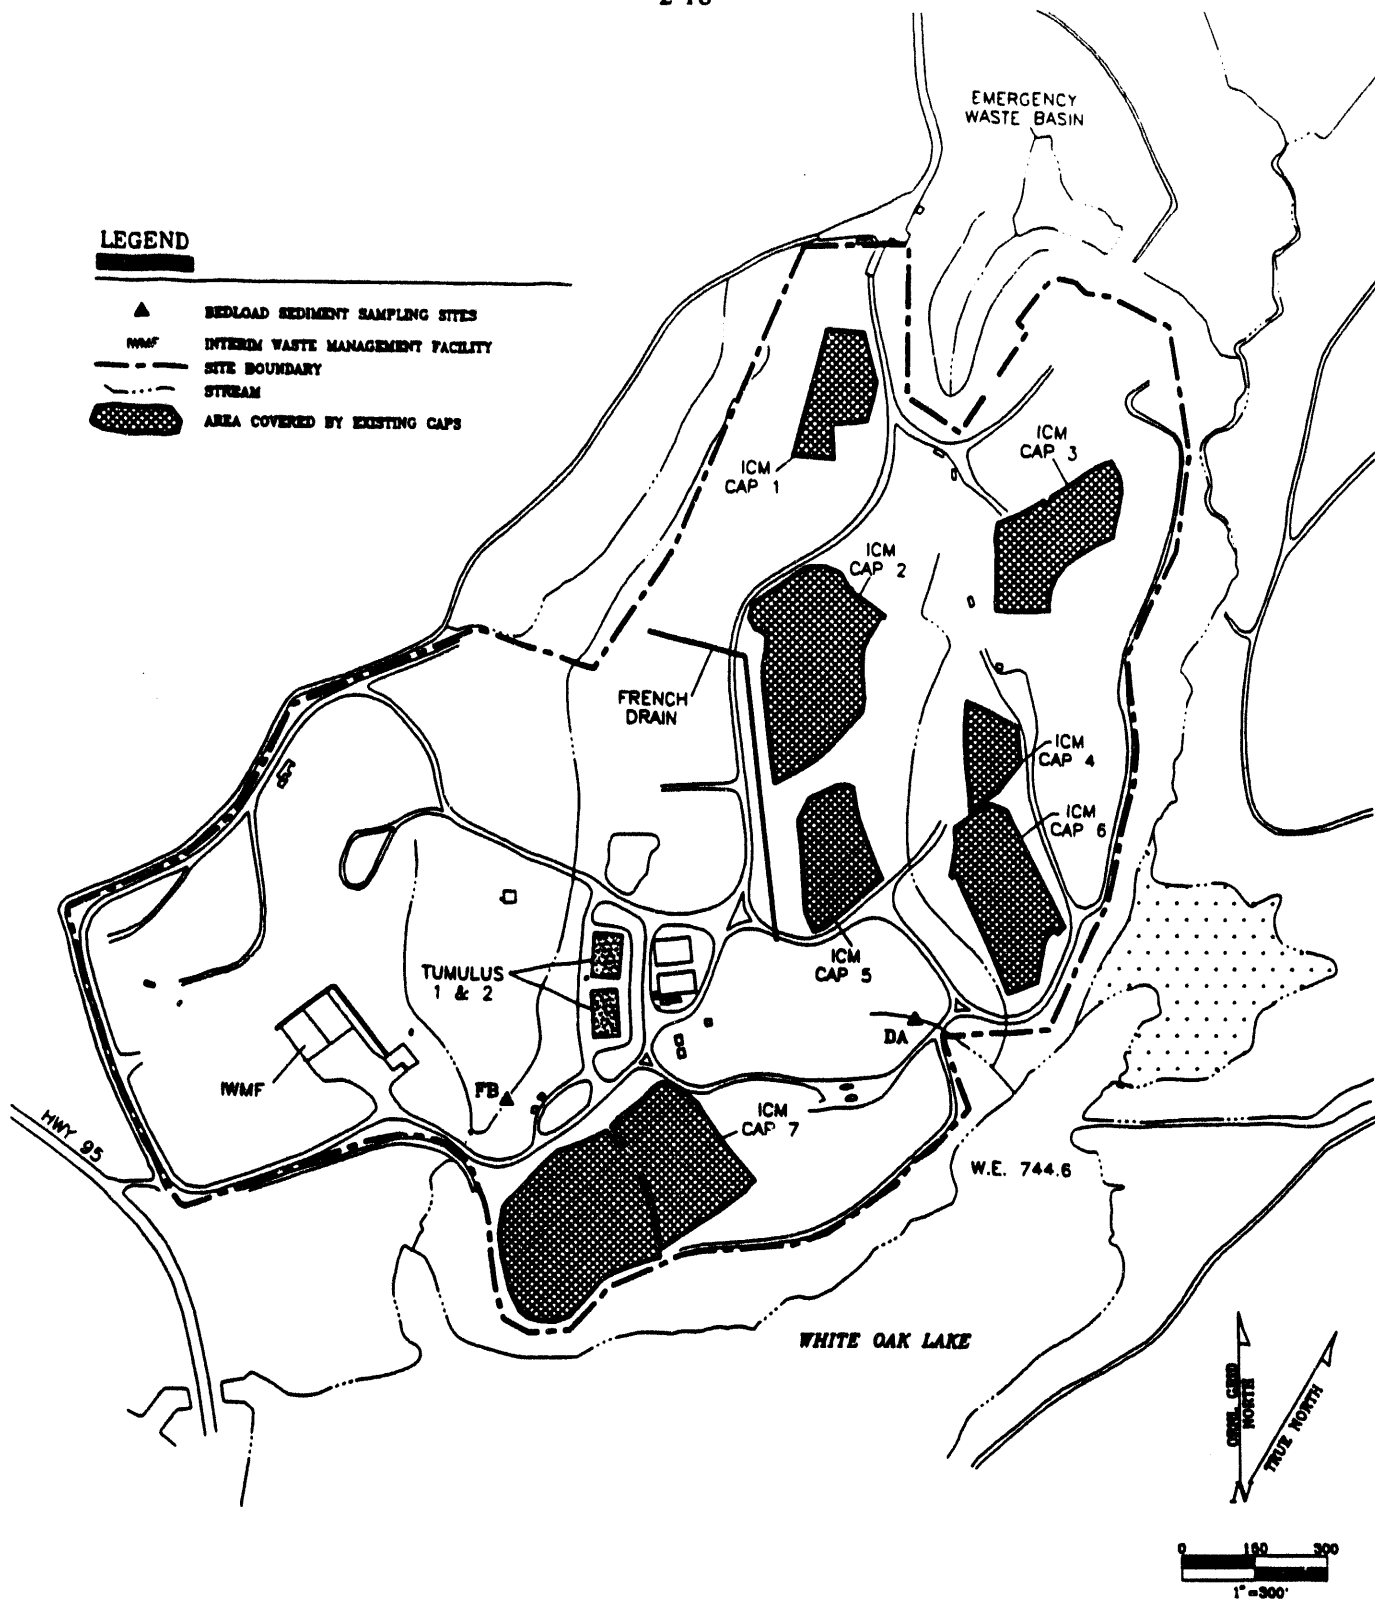 EMERGENCY
WASTE BASIN
LEGEND
BEDLOAD SEDIMENT SAMPLING SITES
IWMF INTERIM WASTE MANAGEMENT FACILITY
SITE BOUNDARY
STREAM
AREA COVERED BY EXISTING CAPS
ICM
CAP 1
ICM
CAP 3
ICM
CAP 2
FRENCH
DRAIN
ICM
CAP 4
ICM
CAP 6
ICM
CAP 5
TUMULUS
1 & 2
DA
IWMF
FB
HWY 95
ICM
CAP 7
W.E. 744.6
WHITE OAK LAKE
ORNL GRID
NORTH
TRUE NORTH
N
0 150 300
1"=300'